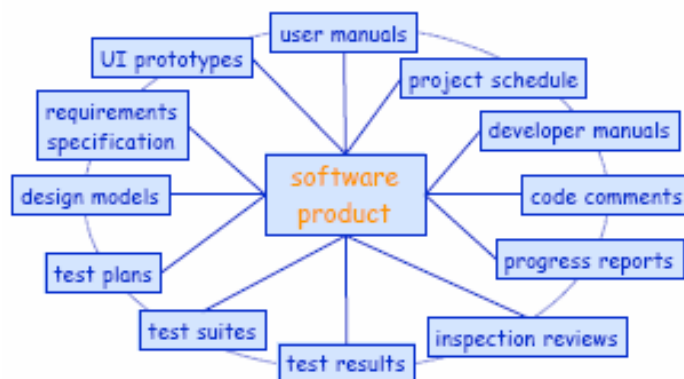 user manuals
UI prototypes
project schedule
requirements
specification
developer manuals
software
product
design models
code comments
test plans
progress reports
test suites
inspection reviews
test results